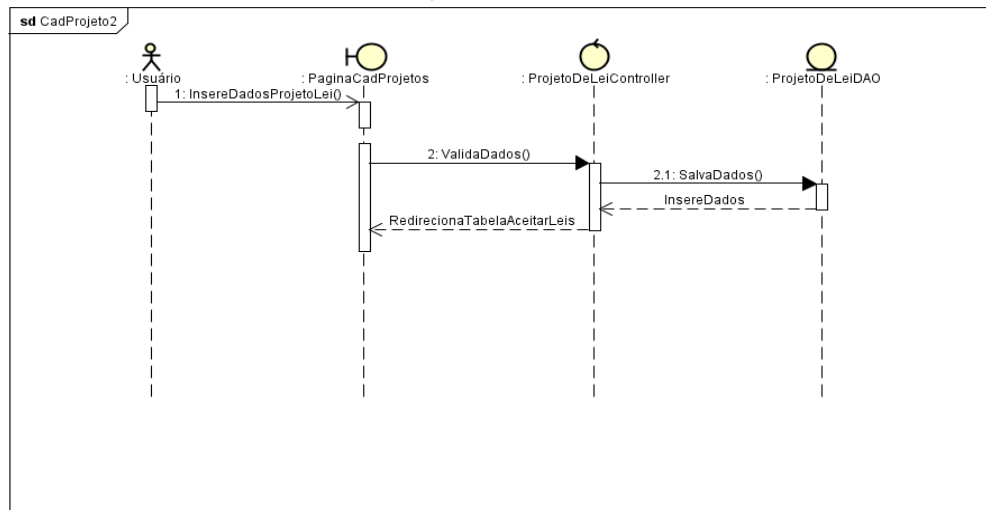 sd CadProjeto2
: Usuário
: PaginaCadProjetos
: ProjetoDeLeiController
: ProjetoDeLeiDAO
1: InsereDadosProjetoLei()
2: ValidaDados()
2.1: SalvaDados()
InsereDados
RedirecionaTabelaAceitarLeis